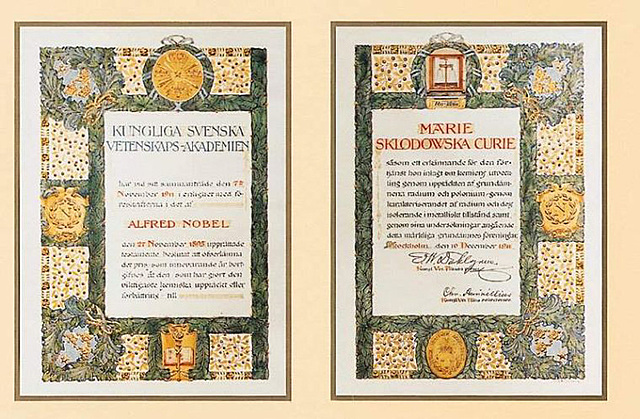 KUNGLIGA SVENSKA
VETENSKAPS-AKADEMIEN
har vid sitt sammanträde den 7
November 1911 i enlighet med fö-
reskrifterna i det af
ALFRED NOBEL
den 27 November 1895 upprättade
testamente, beslutat att
det pris som innevarande år bort-
gifves åt den som har gjort den
viktigaste kemiska upptäckt eller
förbättring till
MARIE
SKLODOWSKA CURIE
såsom ett erkännande för den för-
tjänst hon inlagt om kemiens utveck-
ling genom upptäckten af grundäm-
nena radium och polonium genom
karakteriserandet af radium och dess
isolerande i metalliskt tillstånd samt
genom sina undersökningar angående
detta märkliga grundämnes föreningar.
Stockholm, den 10 December 1911.